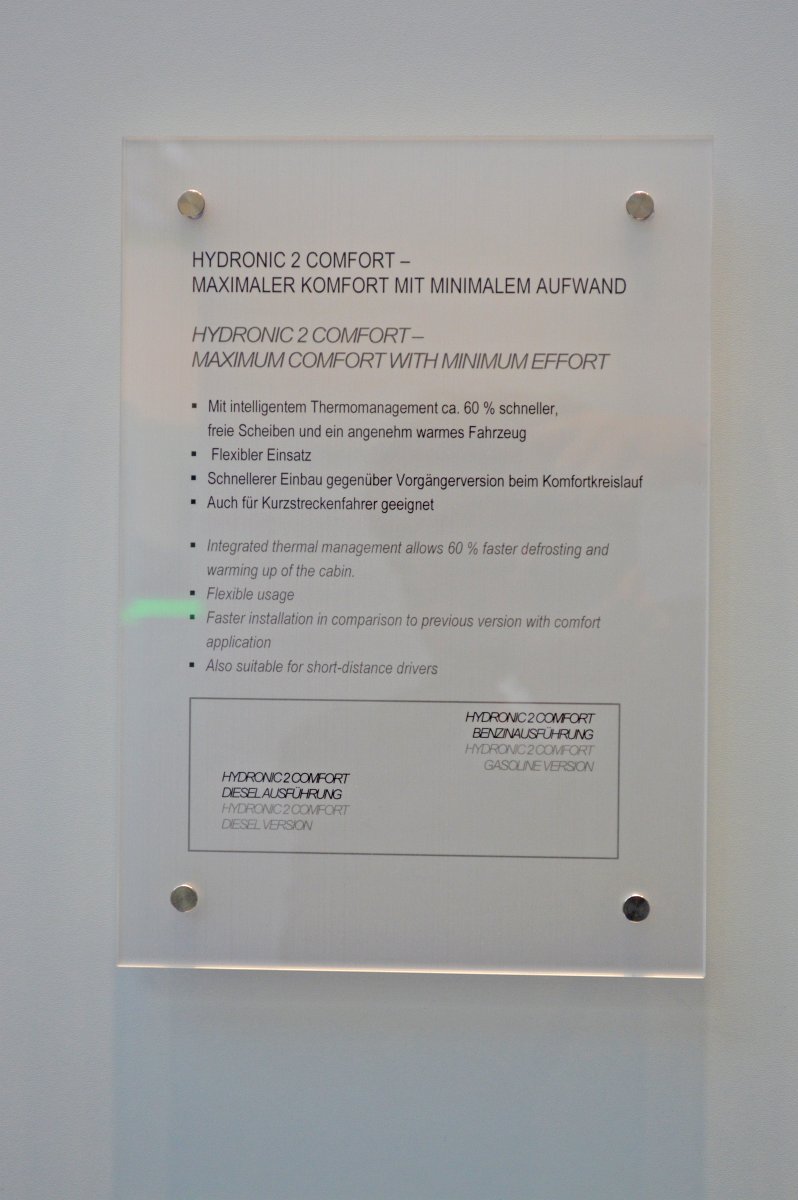 HYDRONIC 2 COMFORT –
MAXIMALER KOMFORT MIT MINIMALEM AUFWAND
HYDRONIC 2 COMFORT –
MAXIMUM COMFORT WITH MINIMUM EFFORT
▪ Mit intelligentem Thermomanagement ca. 60 % schneller,
freie Scheiben und ein angenehm warmes Fahrzeug
▪ Flexibler Einsatz
▪ Schnellerer Einbau gegenüber Vorgängerversion beim Komfortkreislauf
▪ Auch für Kurzstreckenfahrer geeignet
▪ Integrated thermal management allows 60 % faster defrosting and
warming up of the cabin.
▪ Flexible usage
▪ Faster installation in comparison to previous version with comfort
application
▪ Also suitable for short-distance drivers
HYDRONIC 2 COMFORT
BENZINAUSFÜHRUNG
HYDRONIC 2 COMFORT
GASOLINE VERSION
HYDRONIC 2 COMFORT
DIESEL AUSFÜHRUNG
HYDRONIC 2 COMFORT
DIESEL VERSION